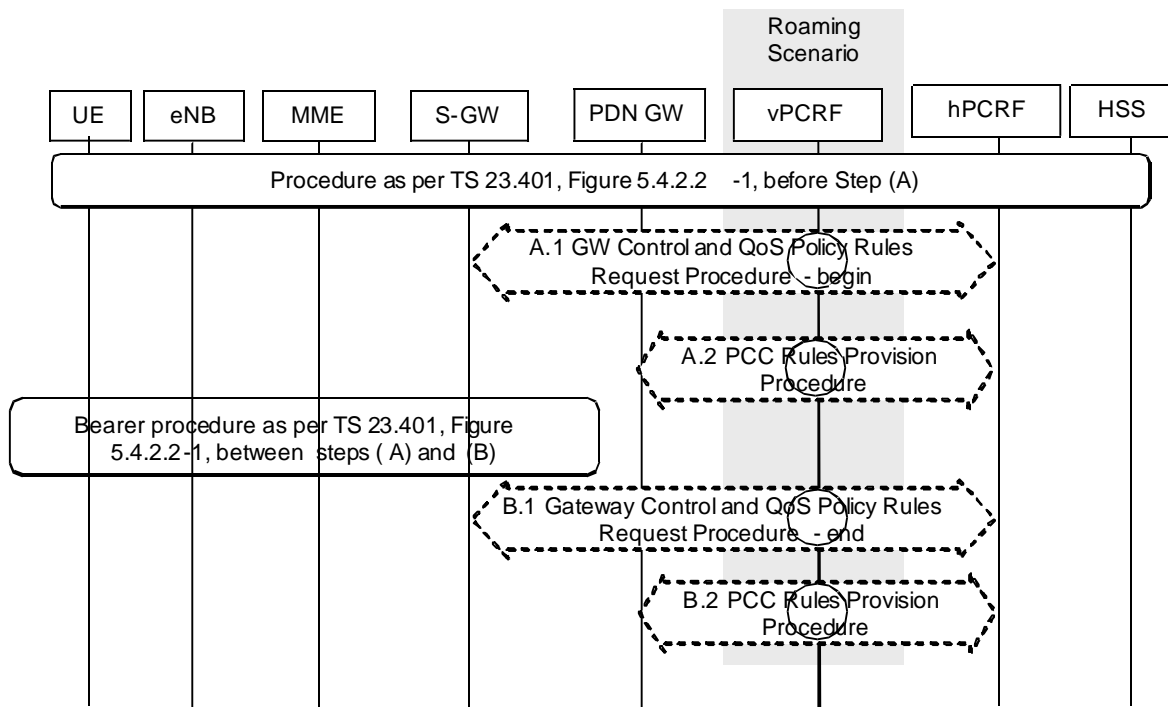 Roaming
Scenario
UE
eNB
MME
S-GW
PDN GW
vPCRF
hPCRF
HSS
Procedure as per TS 23.401, Figure 5.4.2.2 -1, before Step (A)
A.1 GW Control and QoS Policy Rules
Request Procedure - begin
A.2 PCC Rules Provision
Procedure
Bearer procedure as per TS 23.401, Figure
5.4.2.2-1, between steps ( A) and (B)
B.1 Gateway Control and QoS Policy Rules
Request Procedure - end
B.2 PCC Rules Provision
Procedure